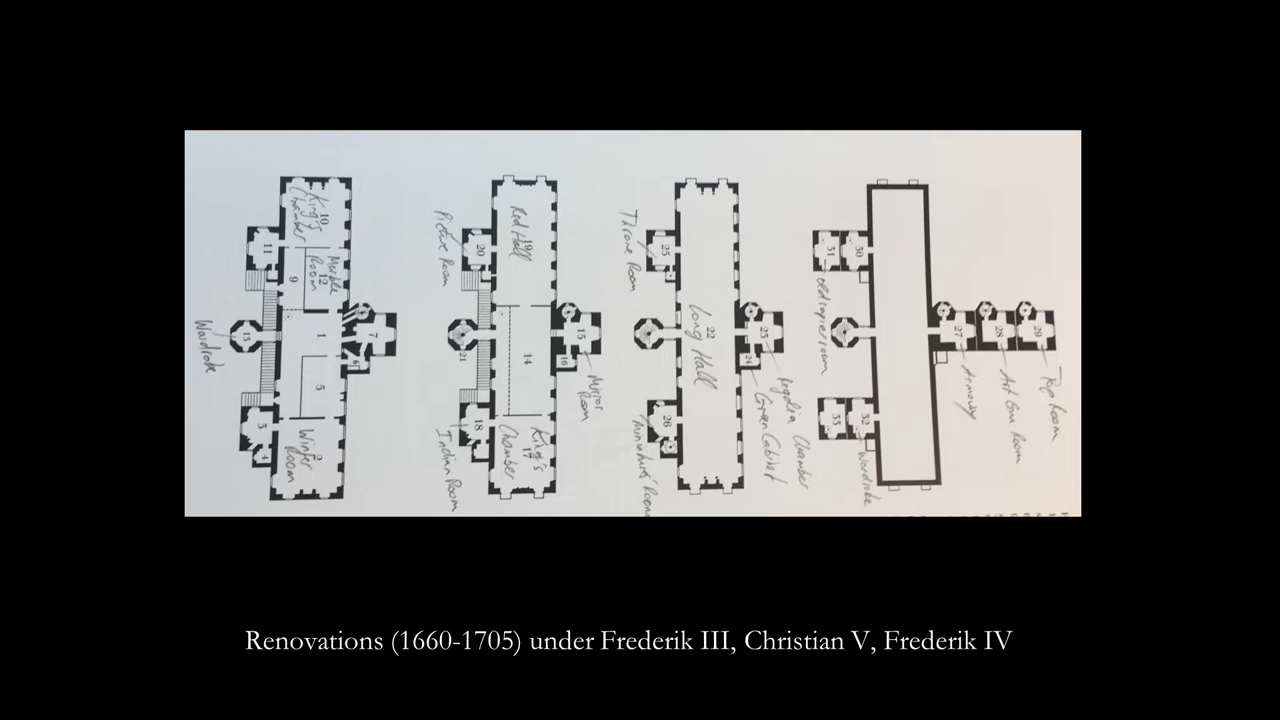 King's
Chamber
10
11
Marble
Room
12
9
1
7
6
5
13
Wardrobe
3
4
Winter
Room
2
Red Hall
19
20
Picture Room
15
16
14
21
Mirror
Room
18
Indian Room
King's
Chamber
17
25
Throne Room
22
Long Hall
23
24
Regalia Chamber
Green Cabinet
26
Miniatures' Room
31
30
27
28
29
Armory
Art Gun Room
Top Room
33
32
Wardrobe
Renovations (1660-1705) under Frederik III, Christian V, Frederik IV